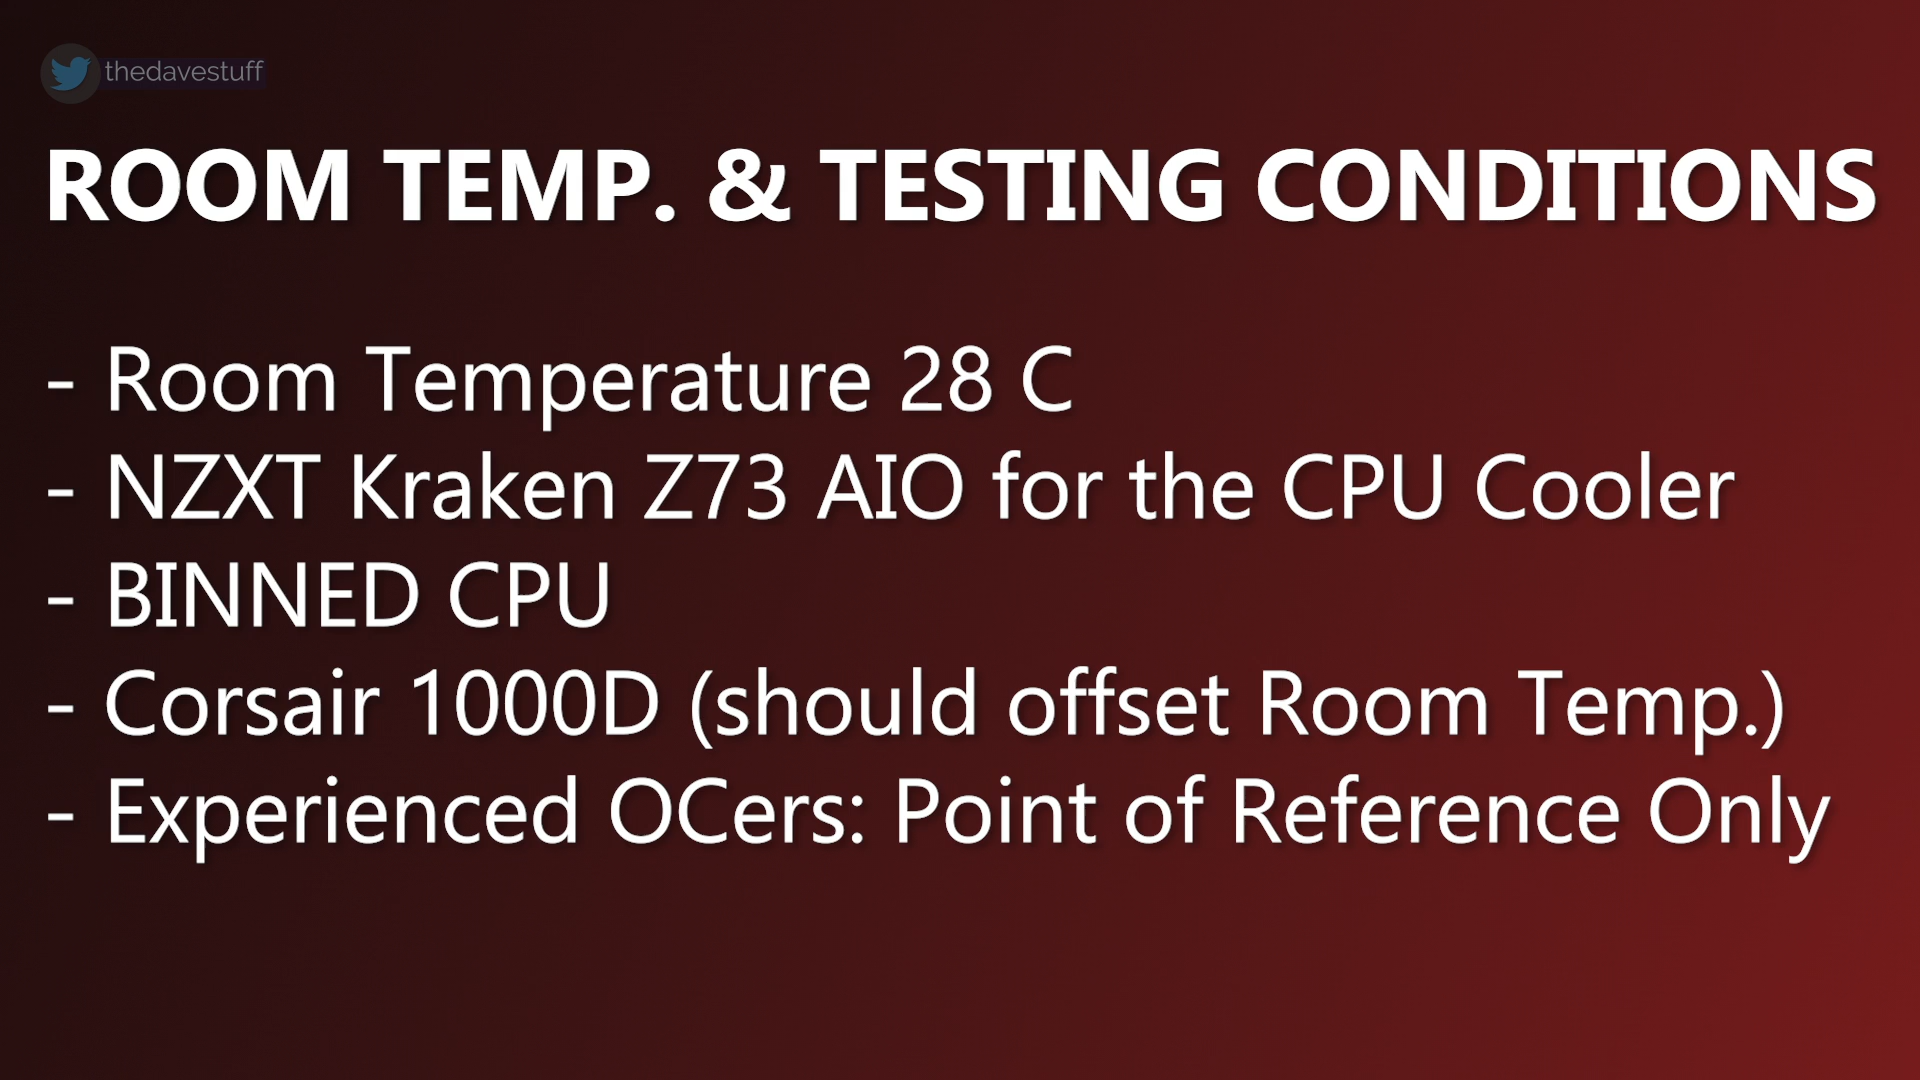 thedavestuff
ROOM TEMP. & TESTING CONDITIONS
- Room Temperature 28 C
- NZXT Kraken Z73 AIO for the CPU Cooler
- BINNED CPU
- Corsair 1000D (should offset Room Temp.)
- Experienced OCers: Point of Reference Only